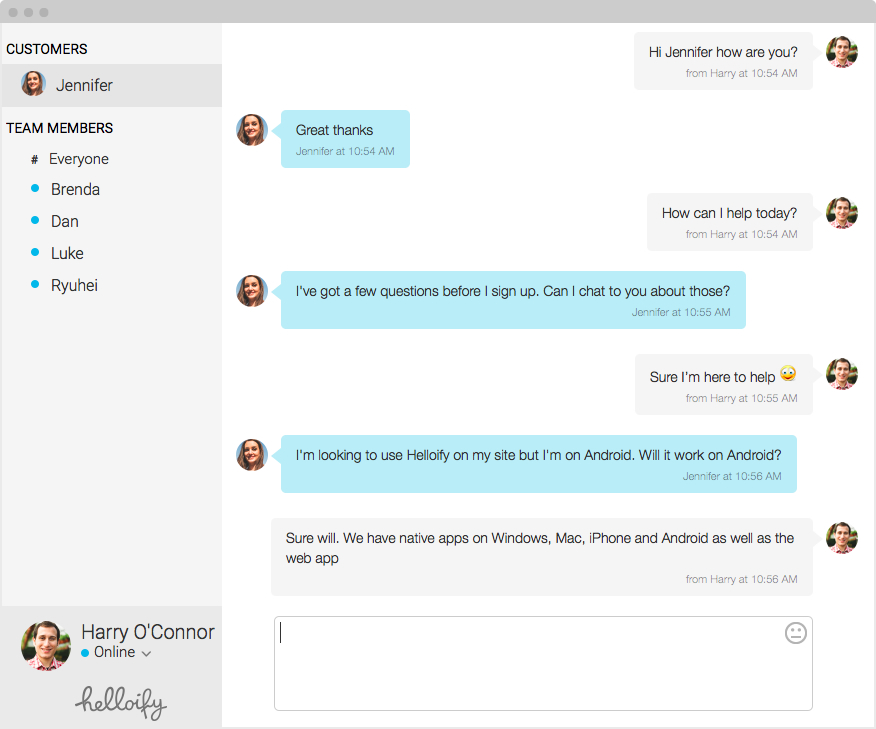 CUSTOMERS
Jennifer
TEAM MEMBERS
# Everyone
Brenda
Dan
Luke
Ryuhei
Harry O'Connor
Online
helloify
Hi Jennifer how are you?
from Harry at 10:54 AM
Great thanks
Jennifer at 10:54 AM
How can I help today?
from Harry at 10:54 AM
I've got a few questions before I sign up. Can I chat to you about those?
Jennifer at 10:55 AM
Sure I'm here to help
from Harry at 10:55 AM
I'm looking to use Helloify on my site but I'm on Android. Will it work on Android?
Jennifer at 10:56 AM
Sure will. We have native apps on Windows, Mac, iPhone and Android as well as the
web app
from Harry at 10:56 AM